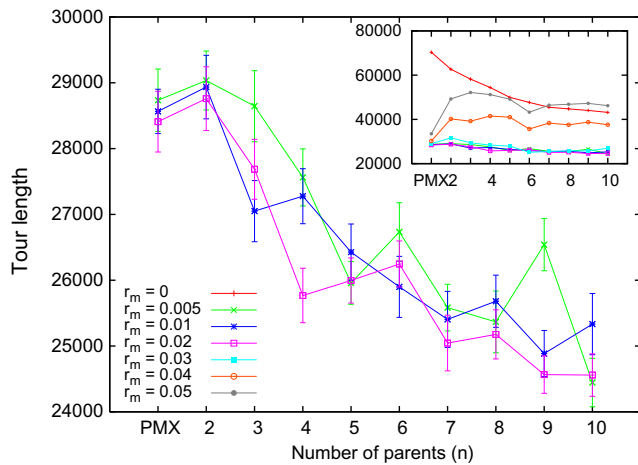 30000
29000
28000
27000
26000
25000
24000
Tour length
PMX 2 3 4 5 6 7 8 9 10
Number of parents (n)
r_m = 0
r_m = 0.005
r_m = 0.01
r_m = 0.02
r_m = 0.03
r_m = 0.04
r_m = 0.05
80000
60000
40000
20000
PMX2 4 6 8 10